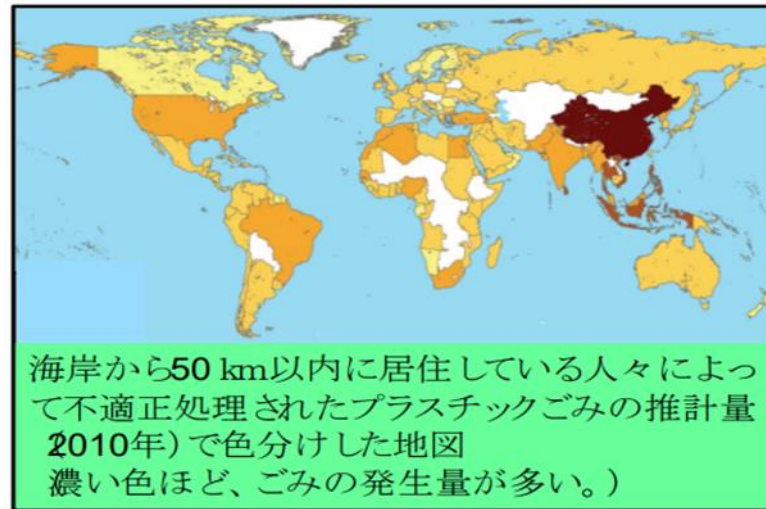 海岸から50 km以内に居住している人々によっ
て不適正処理されたプラスチックごみの推計量
（2010年）で色分けした地図
（濃い色ほど、ごみの発生量が多い。）